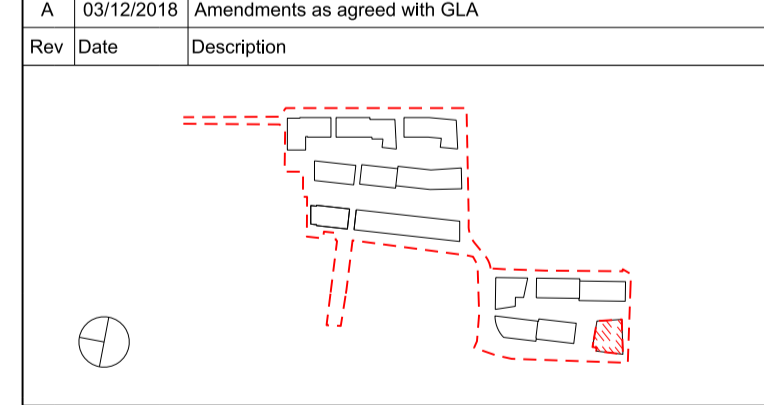 A 03/12/2018 Amendments as agreed with GLA
Rev Date Description